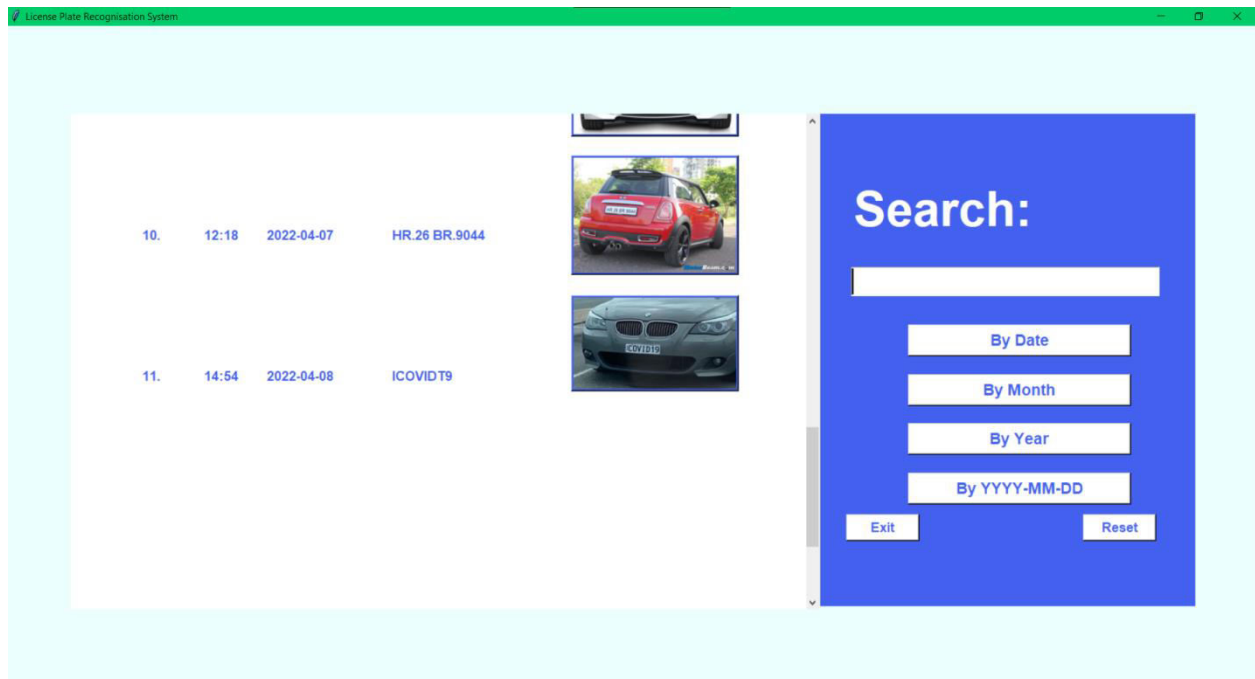 License Plate Recognisation System
10. 12:18 2022-04-07 HR.26 BR.9044
11. 14:54 2022-04-08 ICOVIDT9
COVID19
Search:
By Date
By Month
By Year
By YYYY-MM-DD
Exit Reset